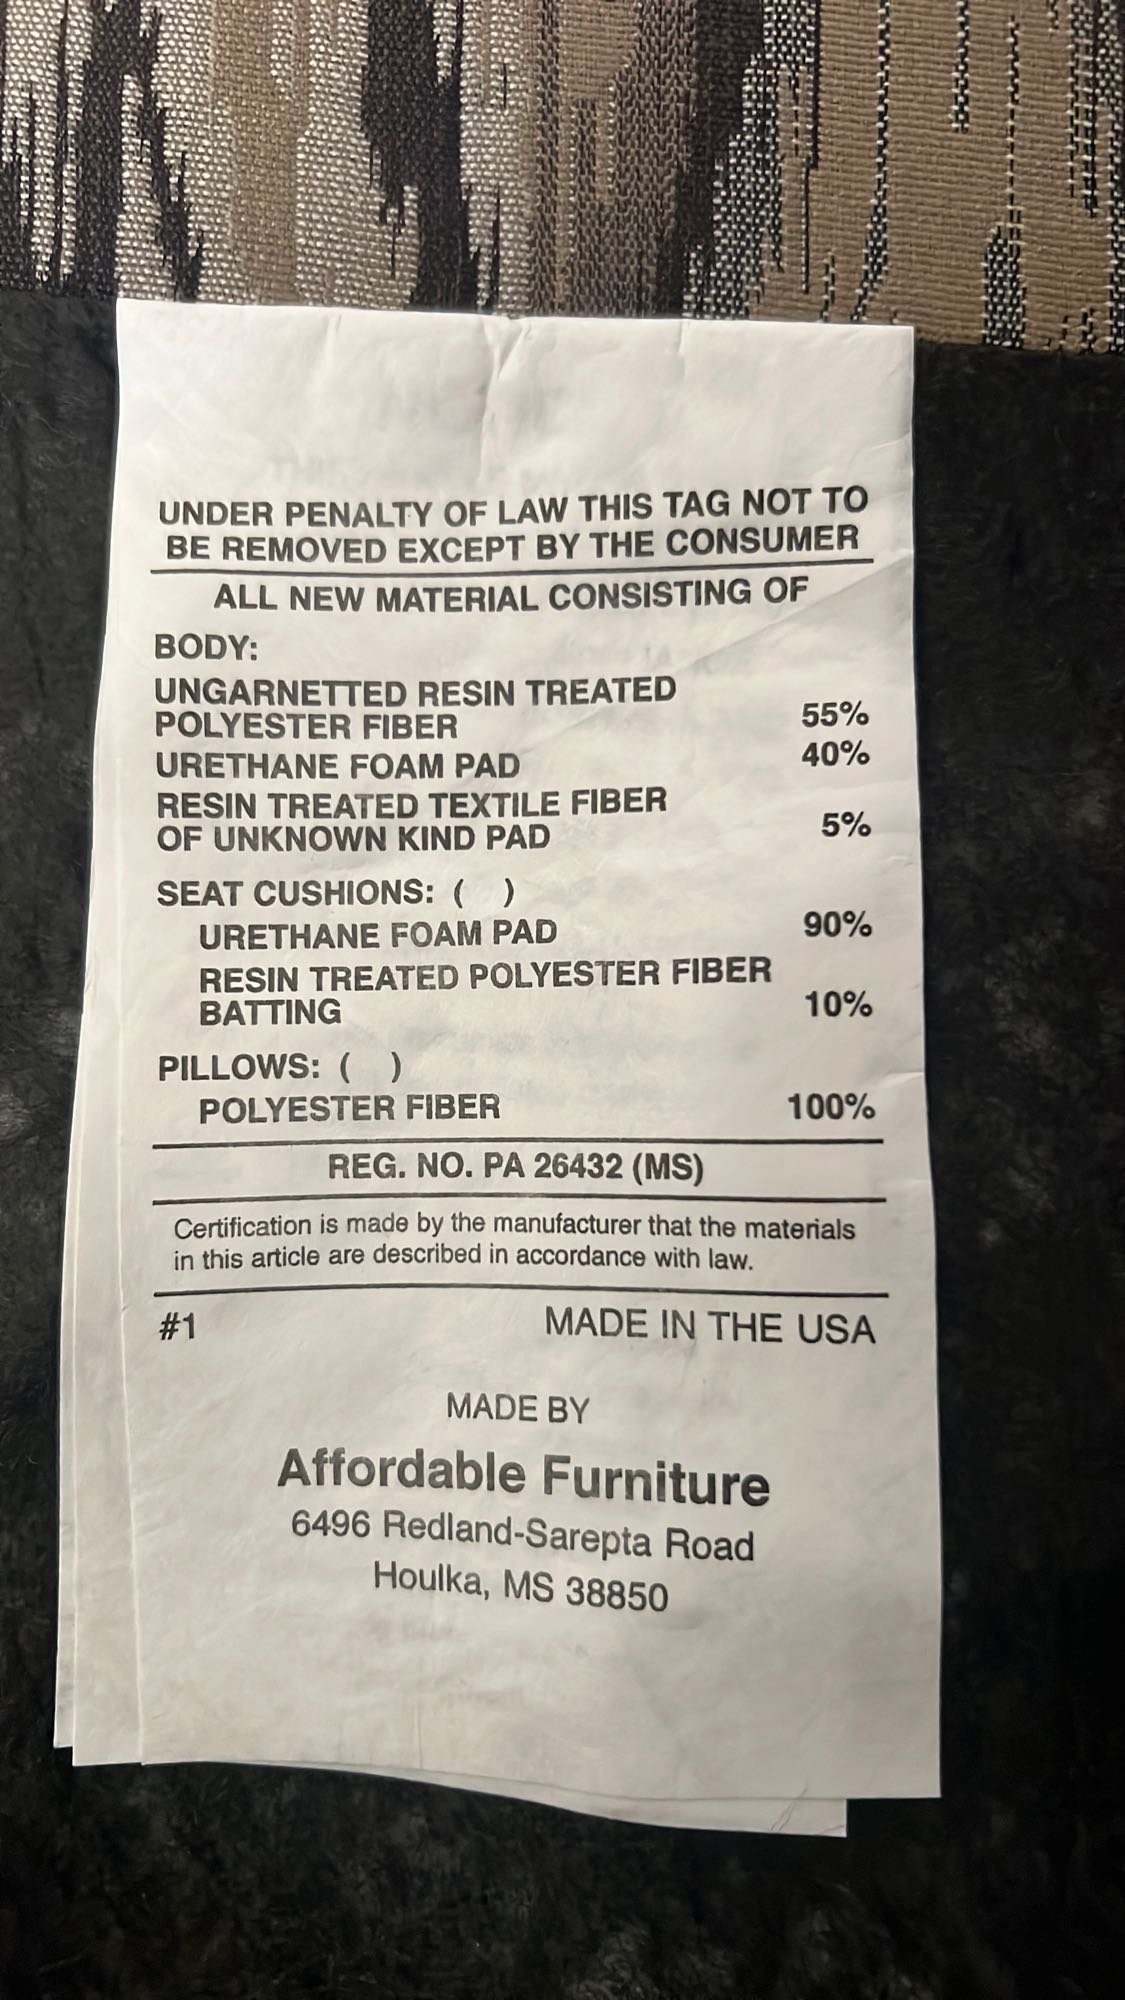 UNDER PENALTY OF LAW THIS TAG NOT TO
BE REMOVED EXCEPT BY THE CONSUMER
ALL NEW MATERIAL CONSISTING OF
BODY:
UNGARNETTED RESIN TREATED
POLYESTER FIBER 55%
URETHANE FOAM PAD 40%
RESIN TREATED TEXTILE FIBER
OF UNKNOWN KIND PAD 5%
SEAT CUSHIONS: ( )
URETHANE FOAM PAD 90%
RESIN TREATED POLYESTER FIBER
BATTING 10%
PILLOWS: ( )
POLYESTER FIBER 100%
REG. NO. PA 26432 (MS)
Certification is made by the manufacturer that the materials
in this article are described in accordance with law.
#1 MADE IN THE USA
MADE BY
Affordable Furniture
6496 Redland-Sarepta Road
Houlka, MS 38850